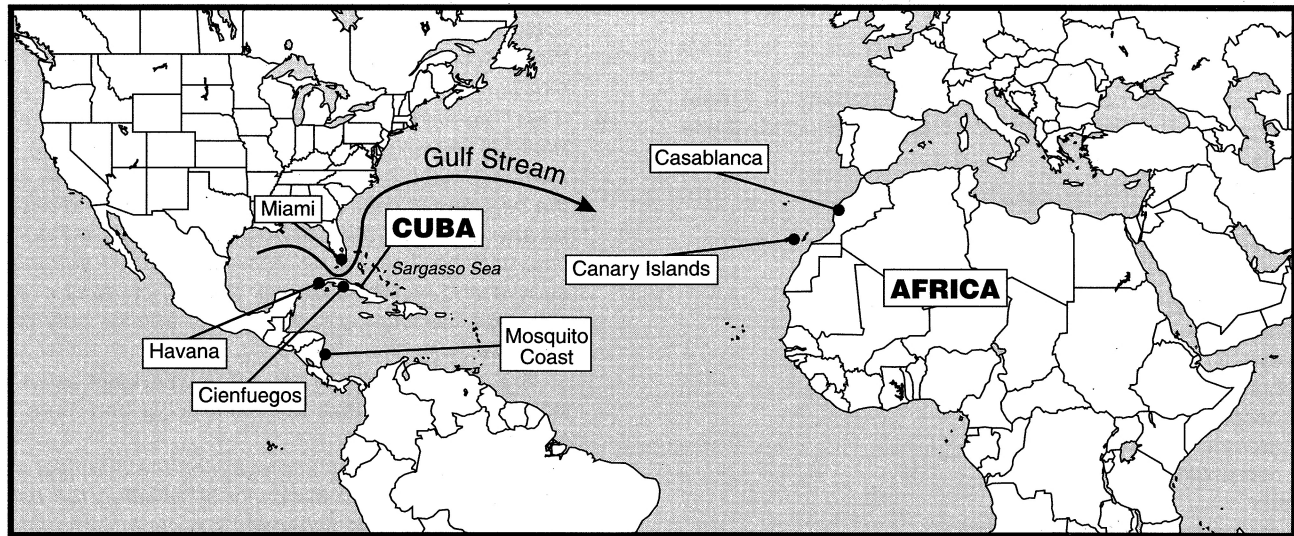 Gulf Stream
Casablanca
Miami
CUBA
Sargasso Sea
Canary Islands
AFRICA
Mosquito
Coast
Havana
Cienfuegos